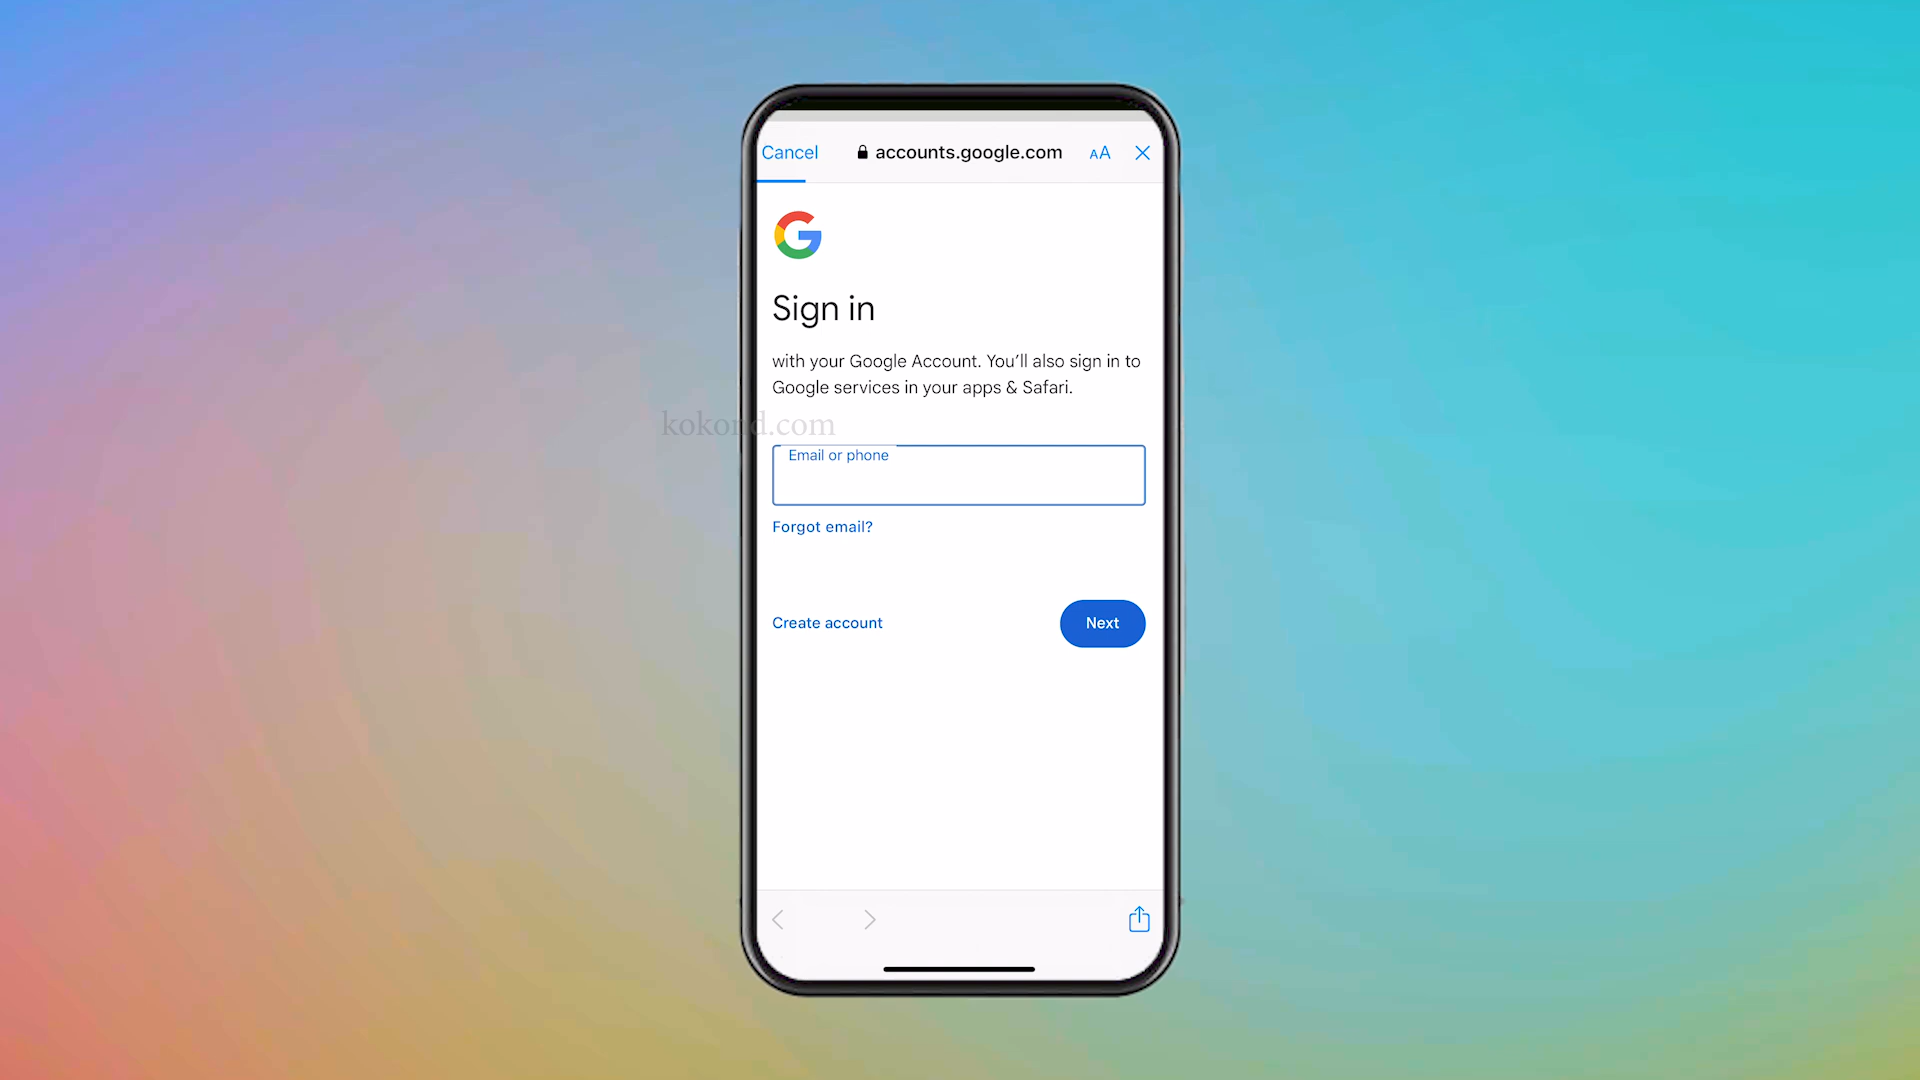 Cancel accounts.google.com AA
Sign in
with your Google Account. You’ll also sign in to
Google services in your apps & Safari.
kokond.com
Email or phone
Forgot email?
Create account Next